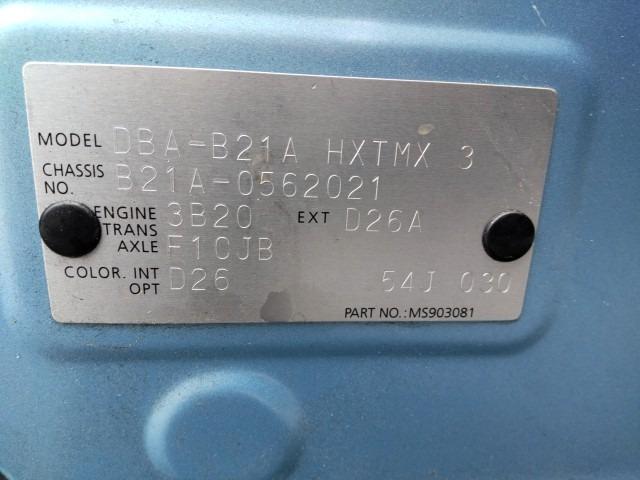 MODEL DBA-B21A HXTMX 3
CHASSIS NO. B21A-0562021
ENGINE 3B20 EXT D26A
TRANS AXLE F10JB
COLOR. INT OPT D26 54J 030
PART NO.: MS903081